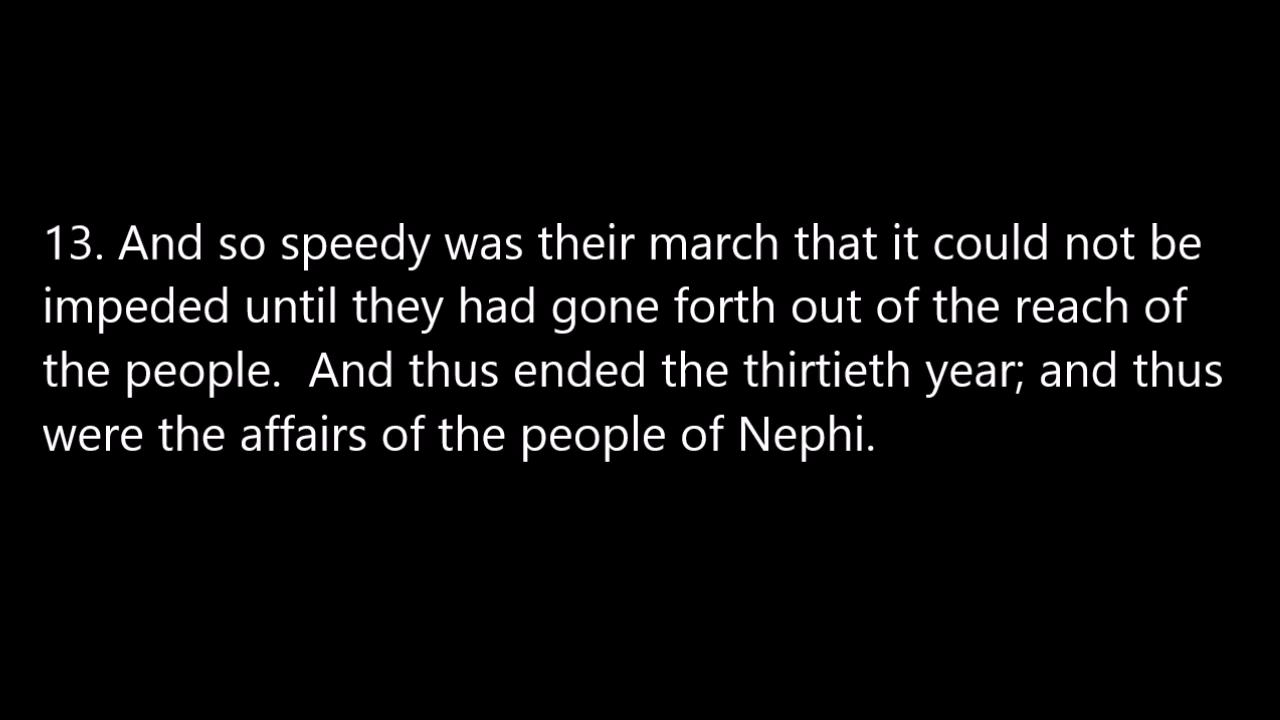 13. And so speedy was their march that it could not be
impeded until they had gone forth out of the reach of
the people.  And thus ended the thirtieth year; and thus
were the affairs of the people of Nephi.